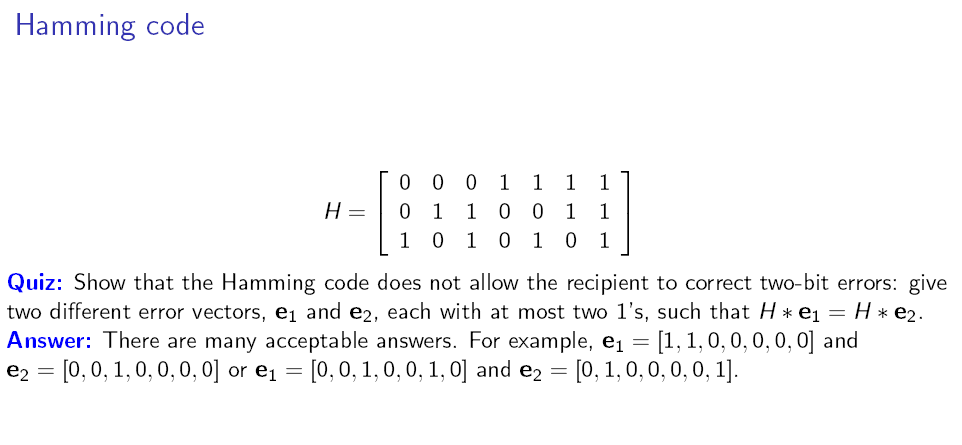 Hamming code
0 0 0 1 1 1 1
H = 0 1 1 0 0 1 1
1 0 1 0 1 0 1
Quiz: Show that the Hamming code does not allow the recipient to correct two-bit errors: give
two different error vectors, e₁ and e₂, each with at most two 1's, such that H ∗ e₁ = H ∗ e₂.
Answer: There are many acceptable answers. For example, e₁ = [1, 1, 0, 0, 0, 0, 0] and
e₂ = [0, 0, 1, 0, 0, 0, 0] or e₁ = [0, 0, 1, 0, 0, 1, 0] and e₂ = [0, 1, 0, 0, 0, 0, 1].